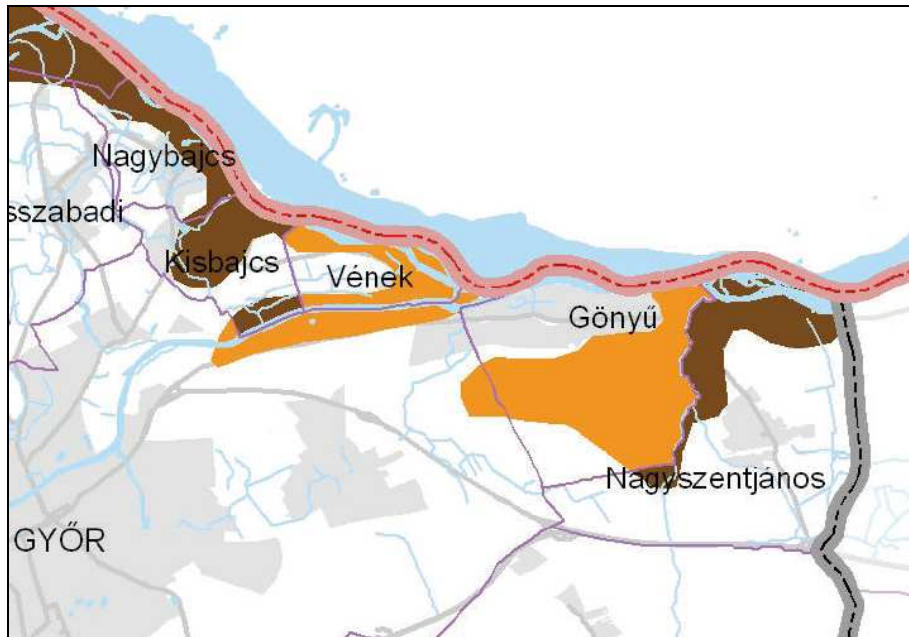 Nagybajcs
sszabadi
Kisbajcs
Vének
Gönyű
Nagyszentjános
GYŐR